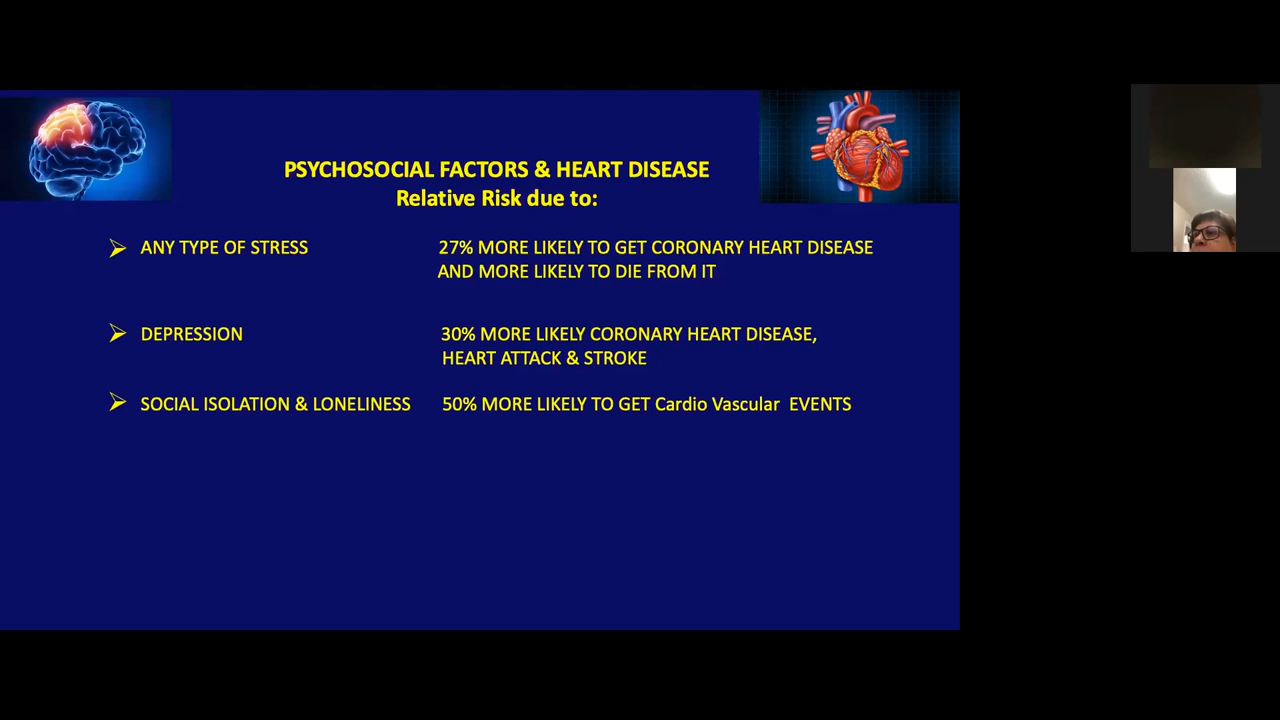 PSYCHOSOCIAL FACTORS & HEART DISEASE
Relative Risk due to:
➢ ANY TYPE OF STRESS 27% MORE LIKELY TO GET CORONARY HEART DISEASE
AND MORE LIKELY TO DIE FROM IT
➢ DEPRESSION 30% MORE LIKELY CORONARY HEART DISEASE,
HEART ATTACK & STROKE
➢ SOCIAL ISOLATION & LONELINESS 50% MORE LIKELY TO GET Cardio Vascular EVENTS